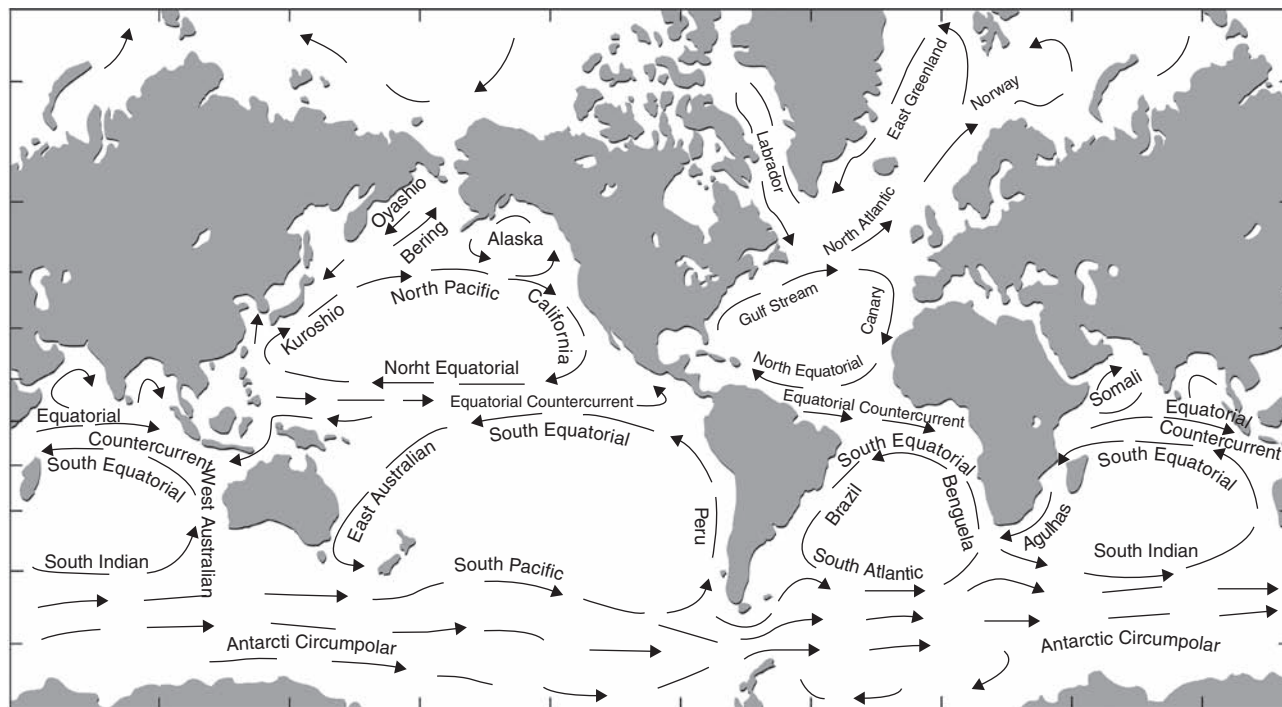 East Greenland
Norway
Labrador
Oyashio
Bering
Alaska
North Atlantic
North Pacific
Kuroshio
California
Gulf Stream
Canary
Norht Equatorial
North Equatorial
Equatorial Countercurrent
Equatorial Countercurrent
Somali
Equatorial
Countercurrent
South Equatorial
Equatorial
Countercurrent
South Equatorial
South Equatorial
South Equatorial
West Australian
East Australian
Peru
Brazil
Benguela
Agulhas
South Indian
South Pacific
South Atlantic
South Indian
Antarcti Circumpolar
Antarctic Circumpolar